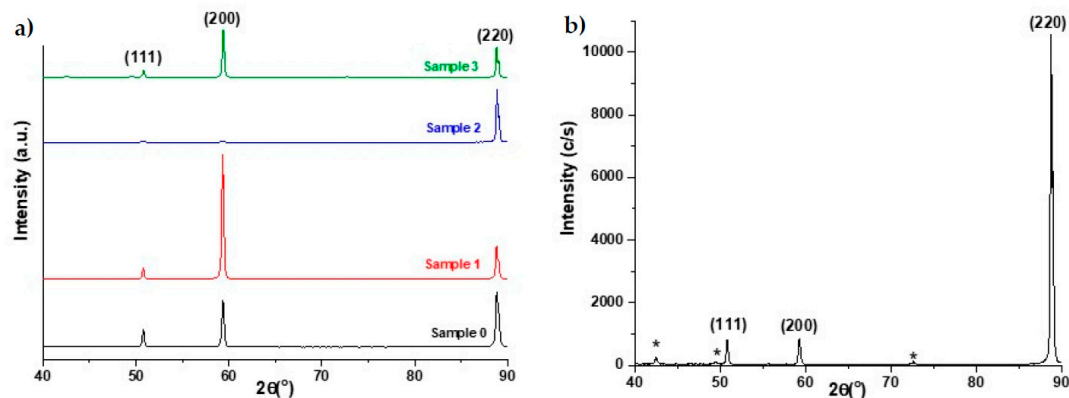 a)
(200)
(111)
(220)
Sample 3
Sample 2
Sample 1
Sample 0
Intensity (a.u.)
40 50 60 70 80 90
2θ(°)
b)
(220)
10000
8000
6000
4000
2000
0
Intensity (c/s)
* * (111) (200) *
40 50 60 70 80 90
2θ(°)